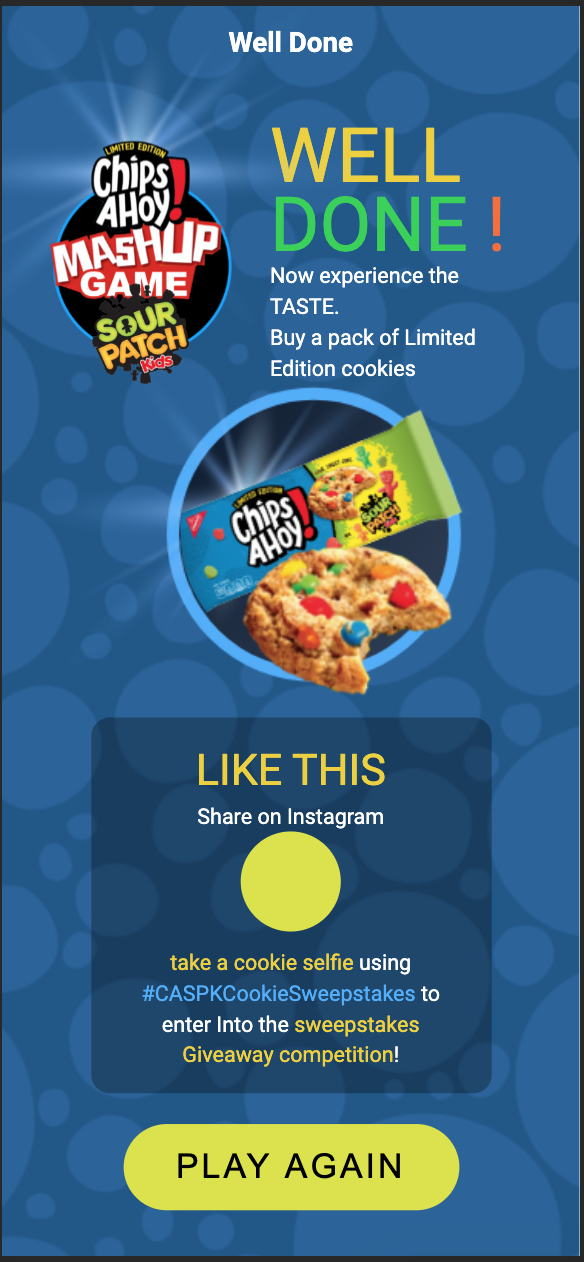 Well Done
LIMITED EDITION
Chips
AHOY!
MASHUP
GAME
SOUR
PATCH
Kids
WELL
DONE !
Now experience the
TASTE.
Buy a pack of Limited
Edition cookies
LIMITED EDITION
Chips
AHOY!
SOUR
PATCH
LIKE THIS
Share on Instagram
take a cookie selfie using
#CASPKCookieSweepstakes to
enter Into the sweepstakes
Giveaway competition!
PLAY AGAIN